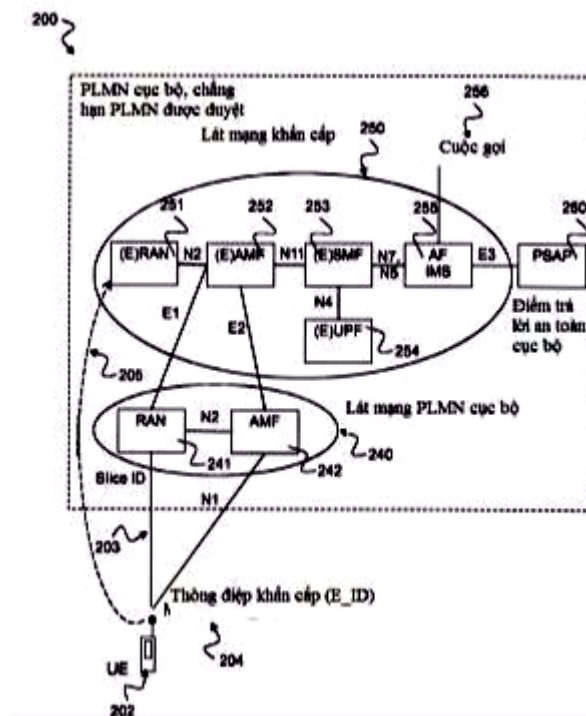 200
PLMN cục bộ, chẳng
hạn PLMN được duyệt
256
Lát mạng khẩn cấp
250
Cuộc gọi
251
252
253
255
260
(E)RAN
N2
(E)AMF
N11
(E)SMF
N7,
N5
AF
IMS
E3
PSAP
E1
E2
N4
Điểm trả
lời an toàn
cục bộ
(E)UPF
254
205
Lát mạng PLMN cục bộ
RAN
N2
AMF
241
242
240
Slice ID
N1
203
Thông điệp khẩn cấp (E_ID)
UE
204
202